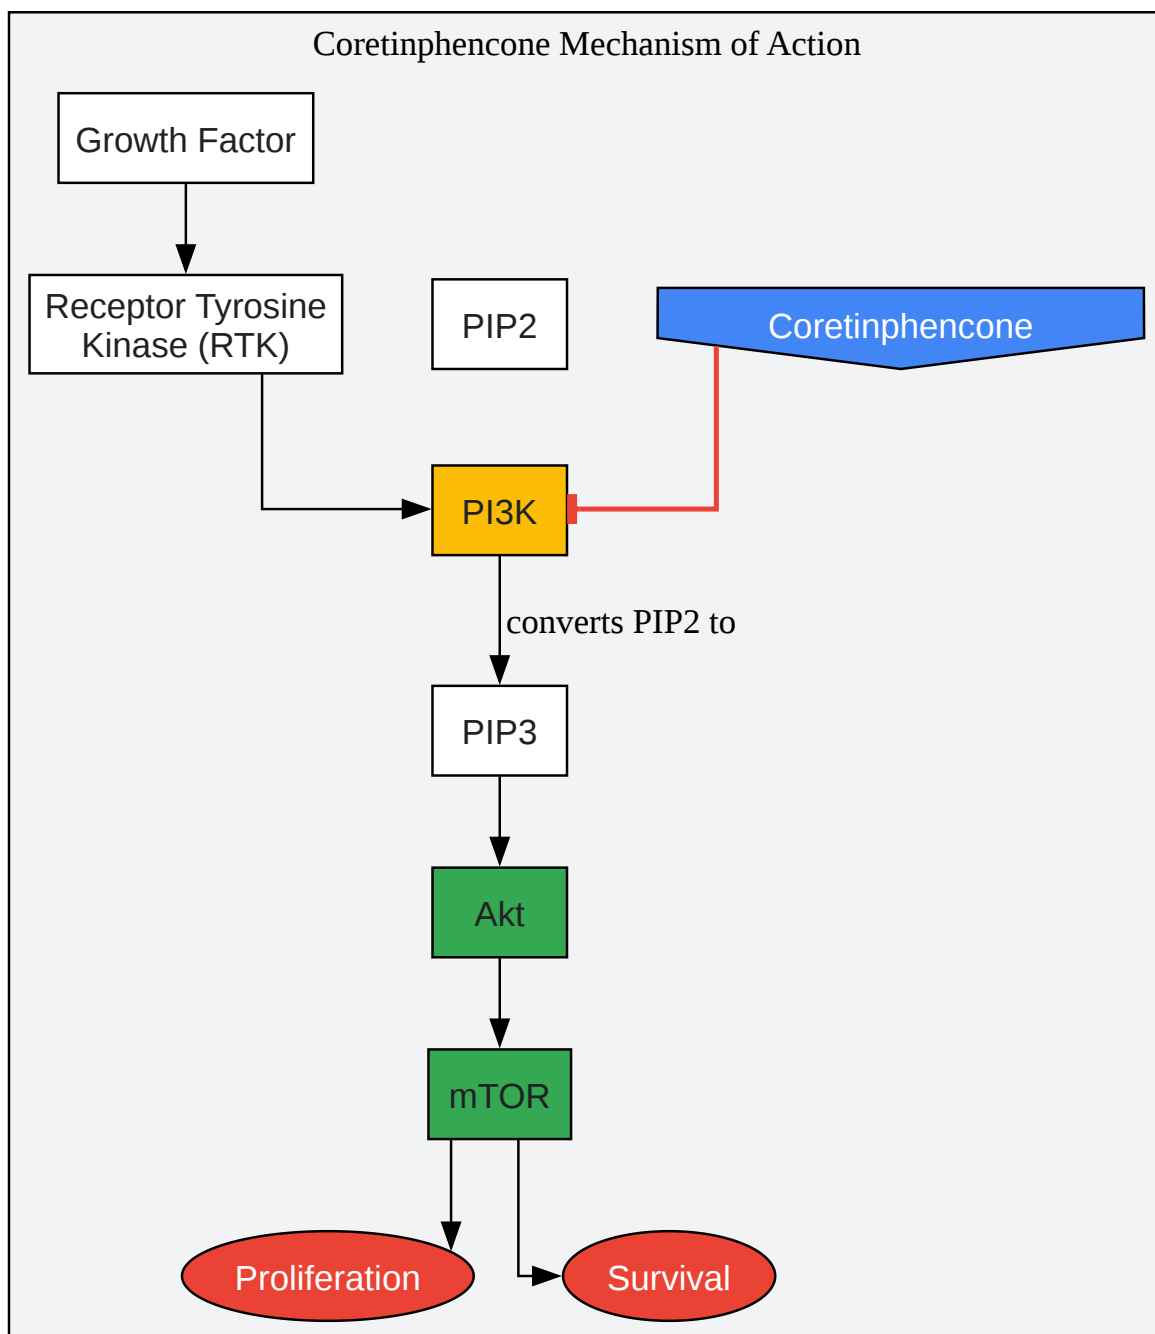 Coretinphencone Mechanism of Action
Growth Factor
Receptor Tyrosine
Kinase (RTK)
PIP2
Coretinphencone
PI3K
converts PIP2 to
PIP3
Akt
mTOR
Proliferation
Survival